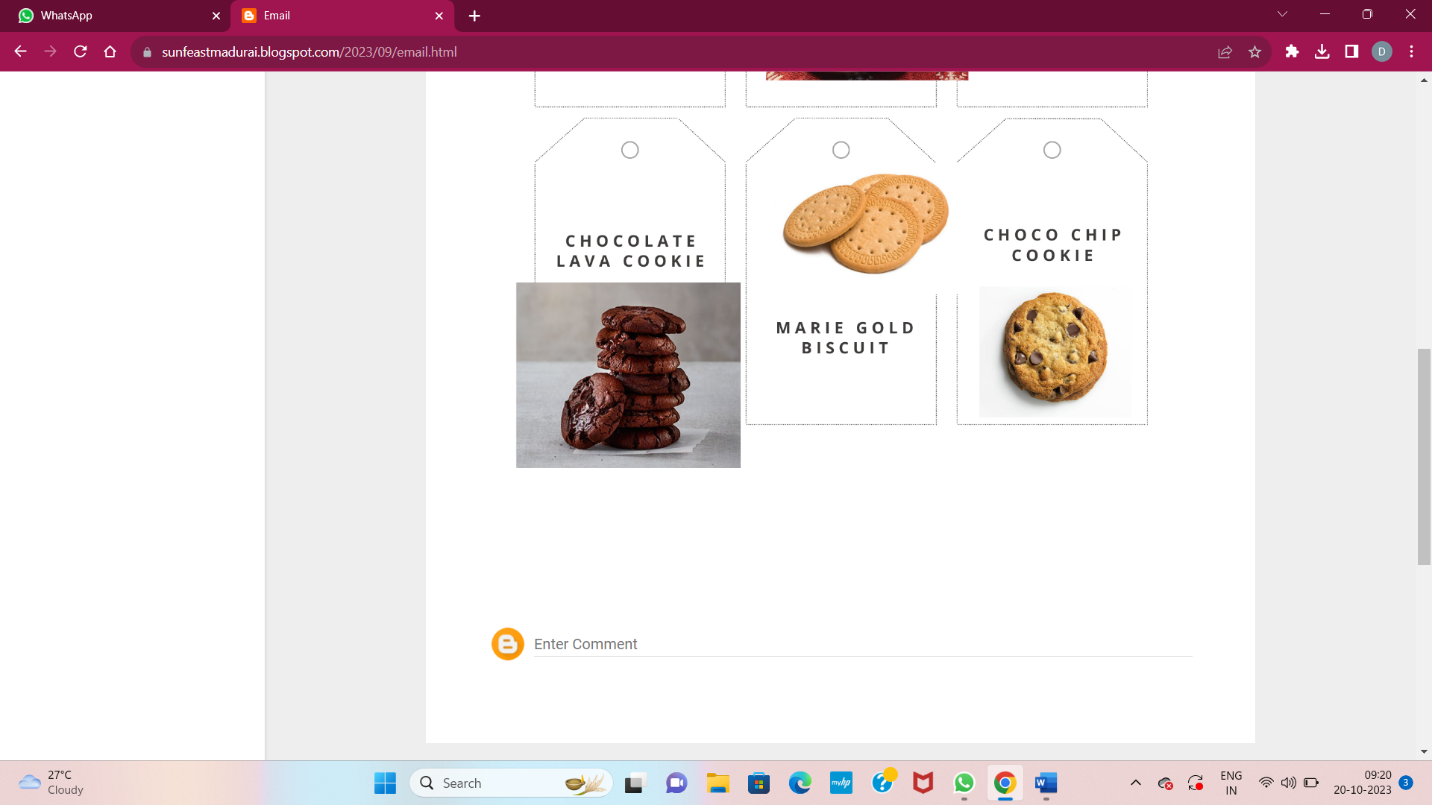 WhatsApp
Email
sunfeastmadurai.blogspot.com/2023/09/email.html
D
CHOCOLATE
LAVA COOKIE
MARIE GOLD
BISCUIT
CHOCO CHIP
COOKIE
Enter Comment
27°C
Cloudy
Search
myhp
W
ENG
IN
09:20
20-10-2023
3